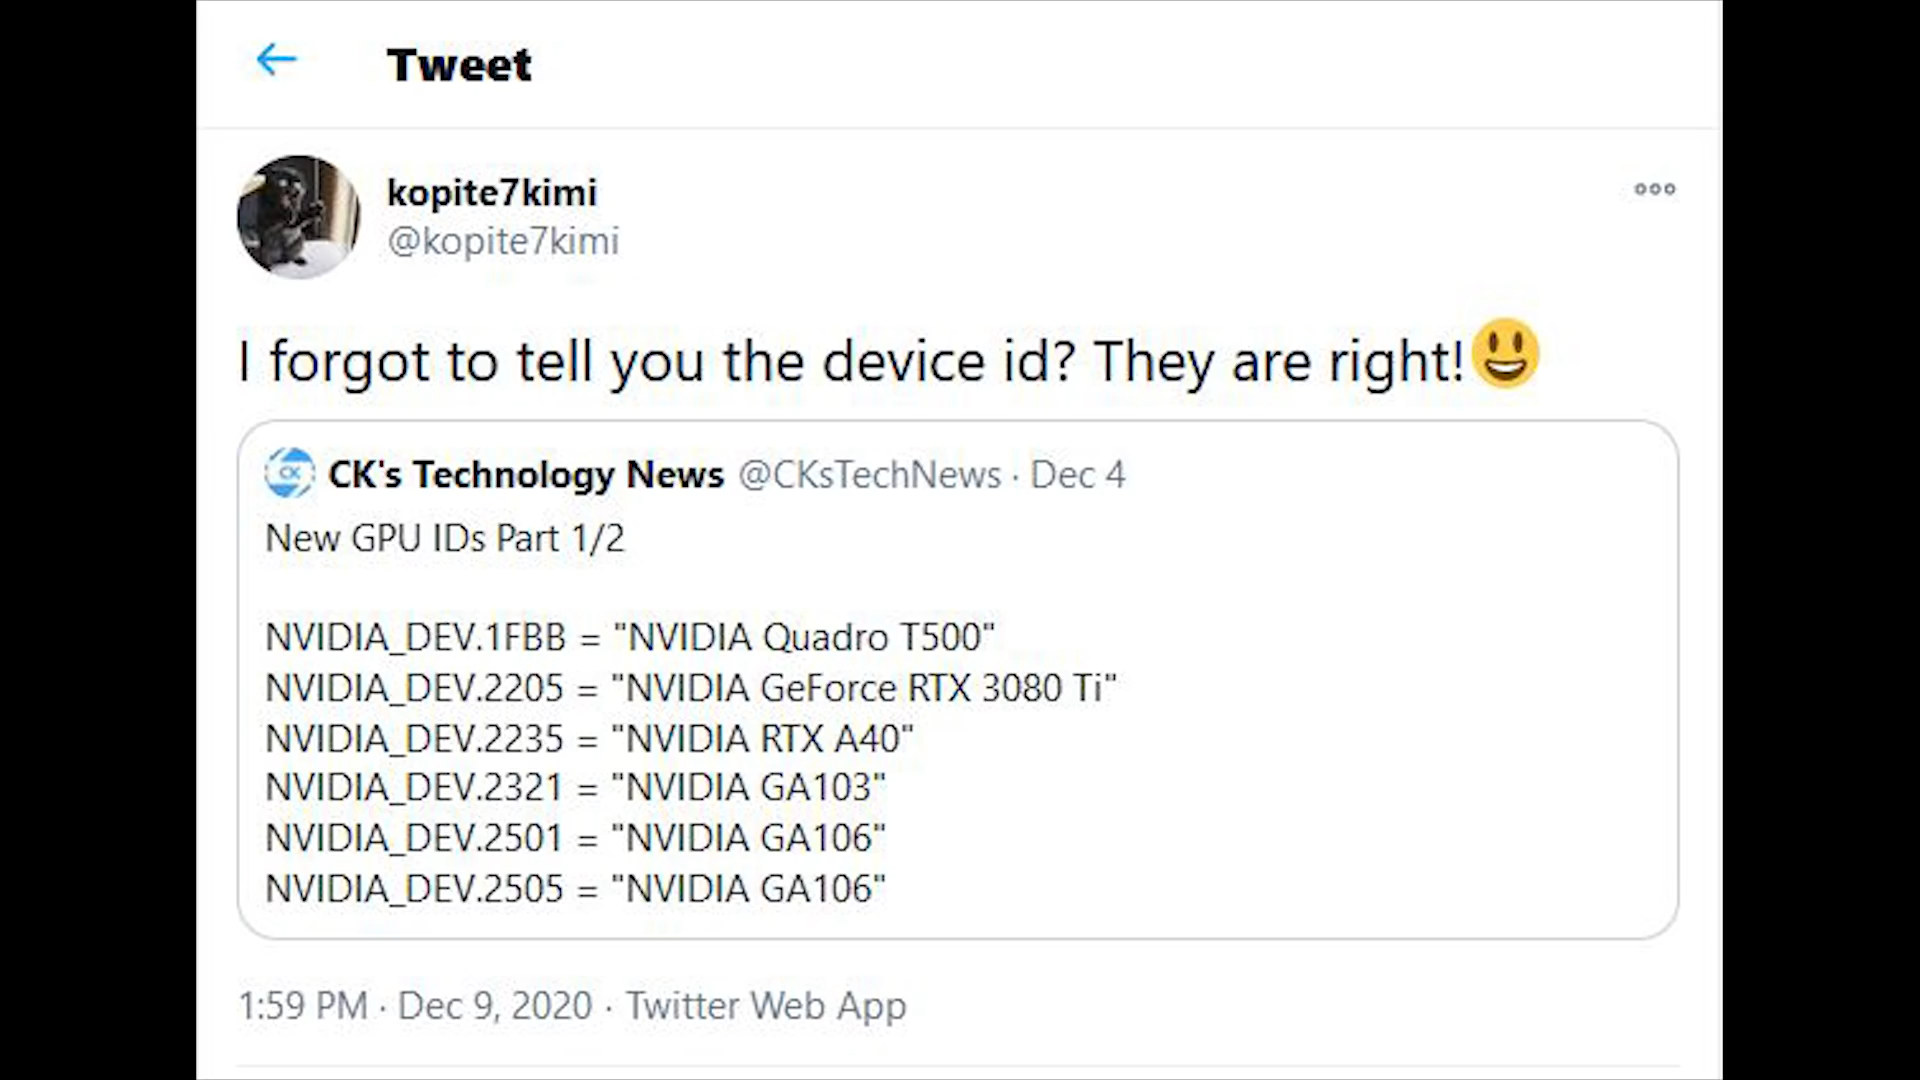 Tweet
kopite7kimi
@kopite7kimi
I forgot to tell you the device id? They are right!😃
CK
CK's Technology News @CKsTechNews · Dec 4
New GPU IDs Part 1/2
NVIDIA_DEV.1FBB = "NVIDIA Quadro T500"
NVIDIA_DEV.2205 = "NVIDIA GeForce RTX 3080 Ti"
NVIDIA_DEV.2235 = "NVIDIA RTX A40"
NVIDIA_DEV.2321 = "NVIDIA GA103"
NVIDIA_DEV.2501 = "NVIDIA GA106"
NVIDIA_DEV.2505 = "NVIDIA GA106"
1:59 PM · Dec 9, 2020 · Twitter Web App